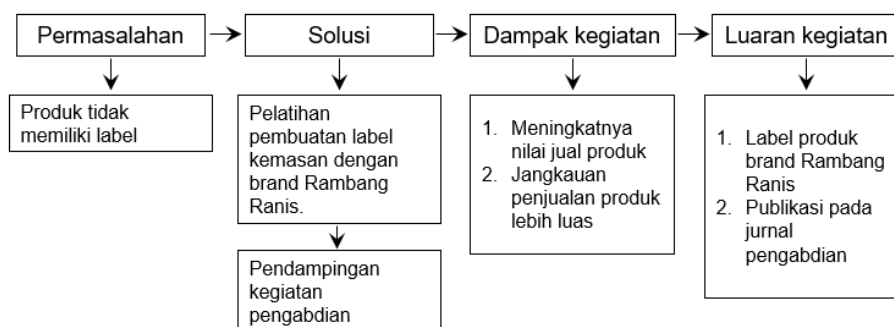 Permasalahan
Solusi
Dampak kegiatan
Luaran kegiatan
Produk tidak
memiliki label
Pelatihan
pembuatan label
kemasan dengan
brand Rambang
Ranis.
Pendampingan
kegiatan
pengabdian
1. Meningkatnya
nilai jual produk
2. Jangkauan
penjualan produk
lebih luas
1. Label produk
brand Rambang
Ranis
2. Publikasi pada
jurnal
pengabdian